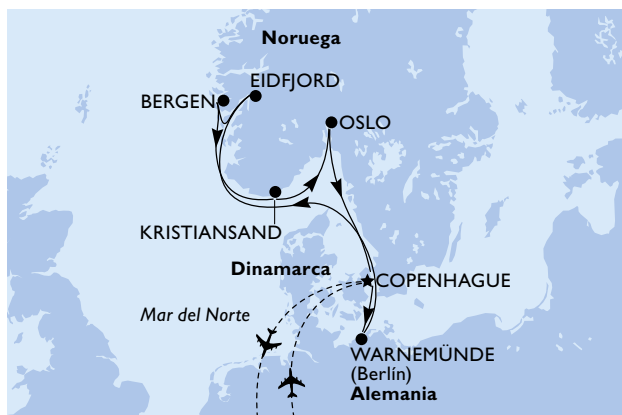 Noruega
EIDFJORD
BERGEN
OSLO
KRISTIANSAND
Dinamarca
COPENHAGUE
Mar del Norte
WARNEMÜNDE
(Berlín)
Alemania